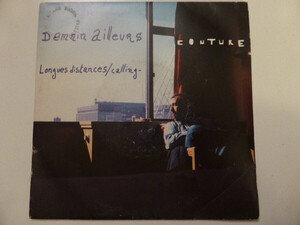 Demain ailleurs
COUTURE
Longues distances/calling.